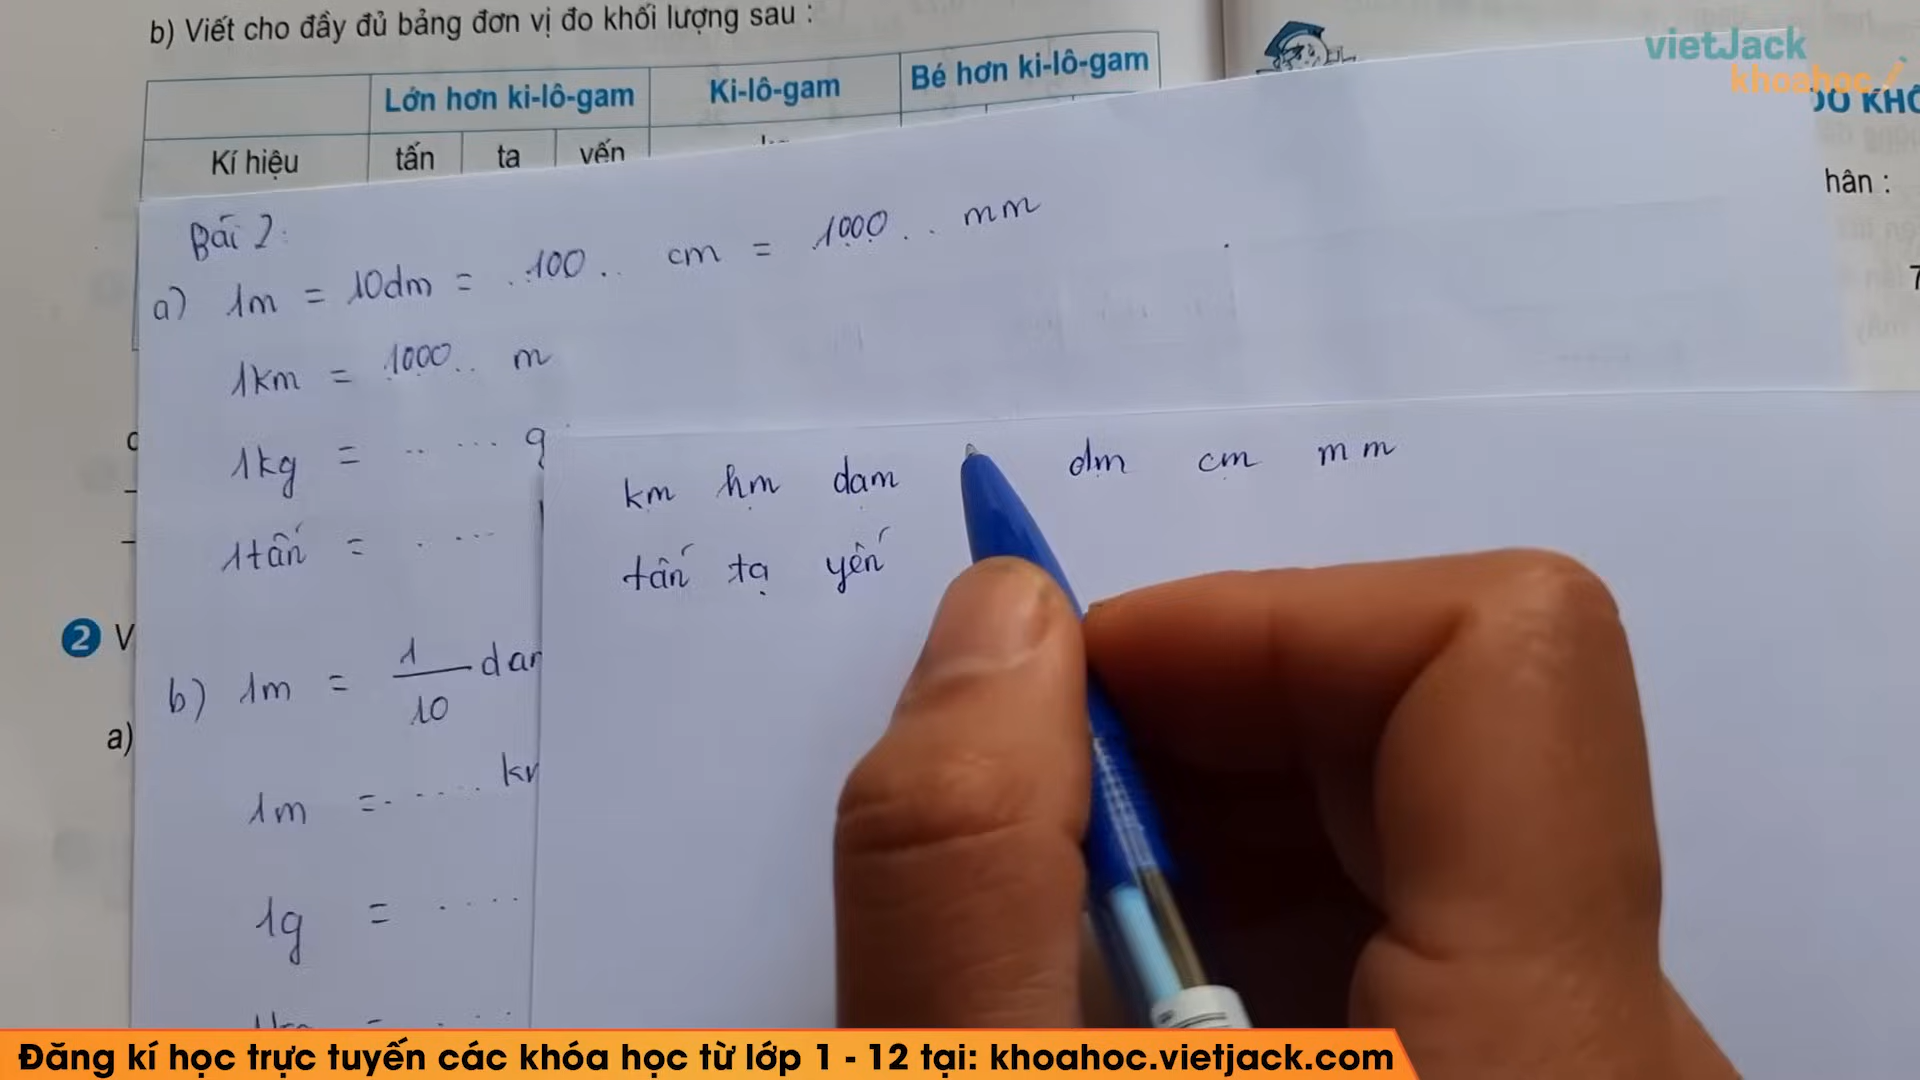 b) Viết cho đầy đủ bảng đơn vị đo khối lượng sau :
vietJack
khoahoc
Lớn hơn ki-lô-gam Ki-lô-gam Bé hơn ki-lô-gam
Kí hiệu tấn tạ yến
hân :
Bài 2:
a) 1m = 10dm = ..100.. cm = .1000.. mm
1km = .1000.. m
1kg = ..... g
1tấn = ....
km hm dam dm cm mm
tấn tạ yến
2 V
a)
b) 1m = 1/10 dam
1m = ..... km
1g = ....
Đăng kí học trực tuyến các khóa học từ lớp 1 - 12 tại: khoahoc.vietjack.com